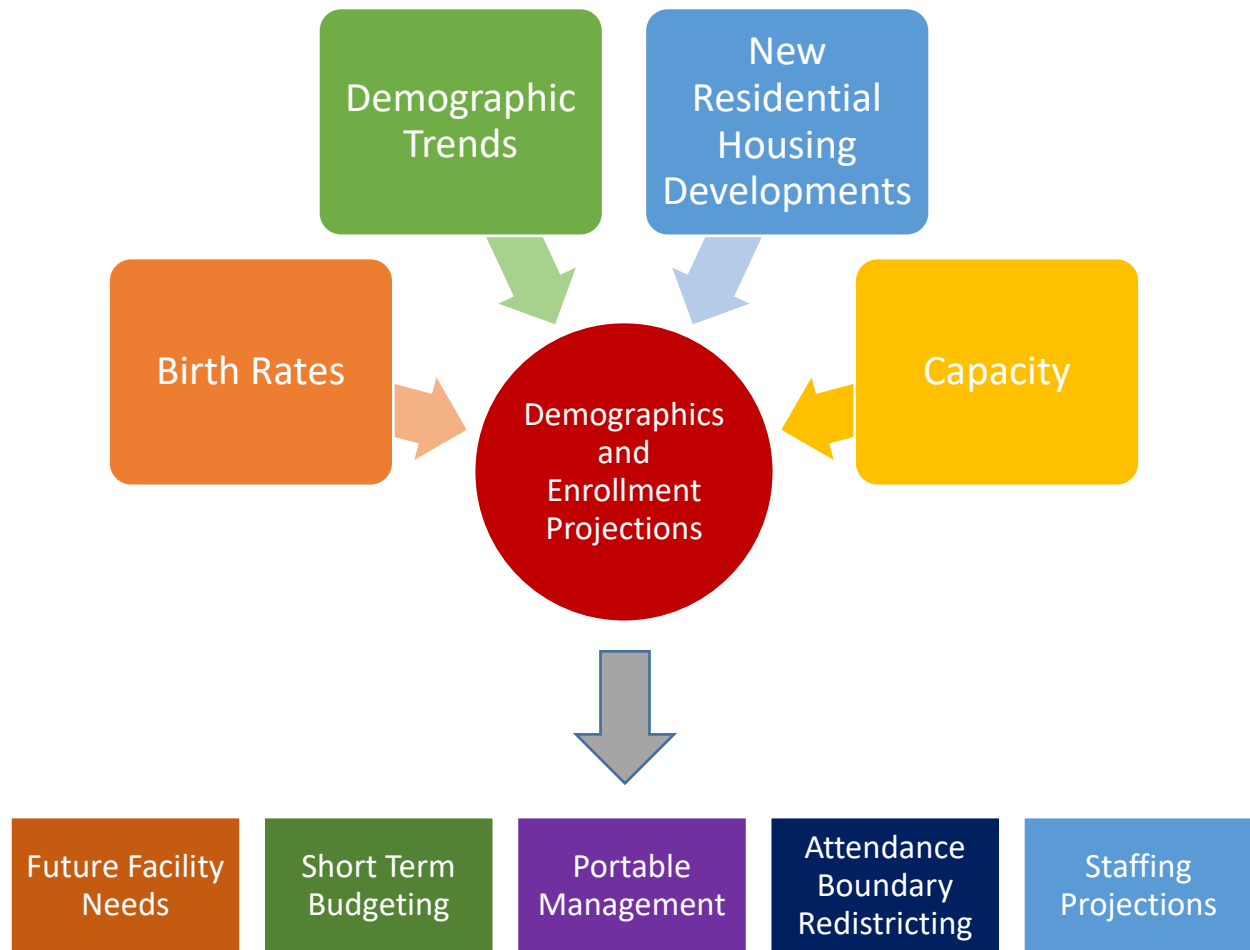 Demographic
Trends
New
Residential
Housing
Developments
Birth Rates
Capacity
Demographics
and
Enrollment
Projections
Future Facility
Needs
Short Term
Budgeting
Portable
Management
Attendance
Boundary
Redistricting
Staffing
Projections